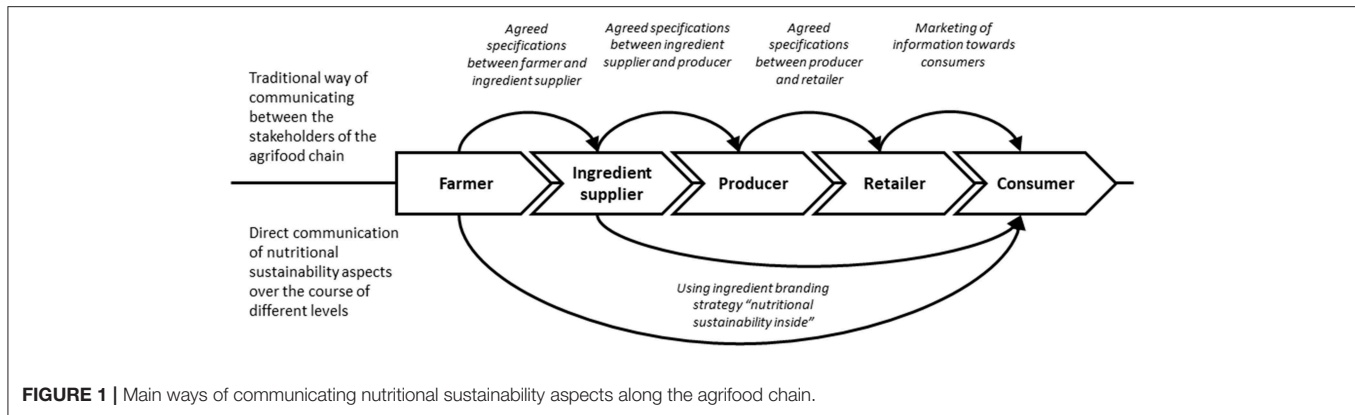 Agreed
specifications
between farmer and
ingredient supplier
Agreed specifications
between ingredient
supplier and producer
Agreed
specifications
between producer
and retailer
Marketing of
information towards
consumers
Traditional way of
communicating
between the
stakeholders of the
agrifood chain
Farmer
Ingredient
supplier
Producer
Retailer
Consumer
Direct communication
of nutritional
sustainability aspects
over the course of
different levels
Using ingredient branding
strategy “nutritional
sustainability inside”
FIGURE 1 | Main ways of communicating nutritional sustainability aspects along the agrifood chain.